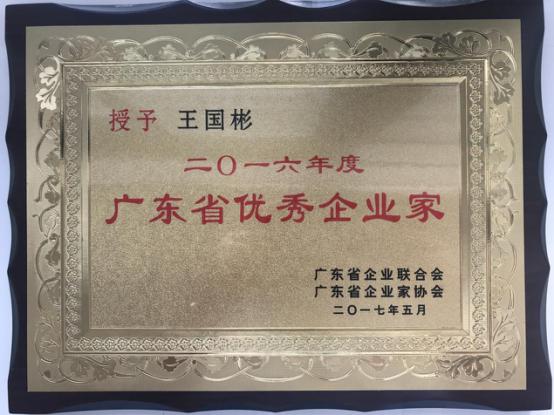 授予 王国彬
二〇一六年度
广东省优秀企业家
广东省企业联合会
广东省企业家协会
二〇一七年五月